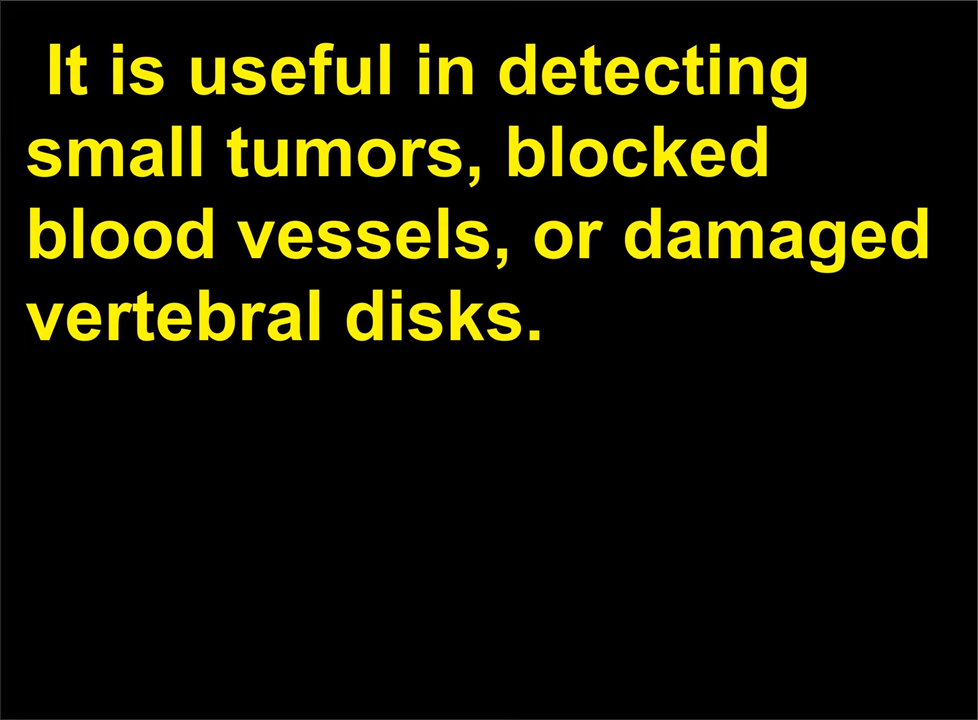 It is useful in detecting
small tumors, blocked
blood vessels, or damaged
vertebral disks.